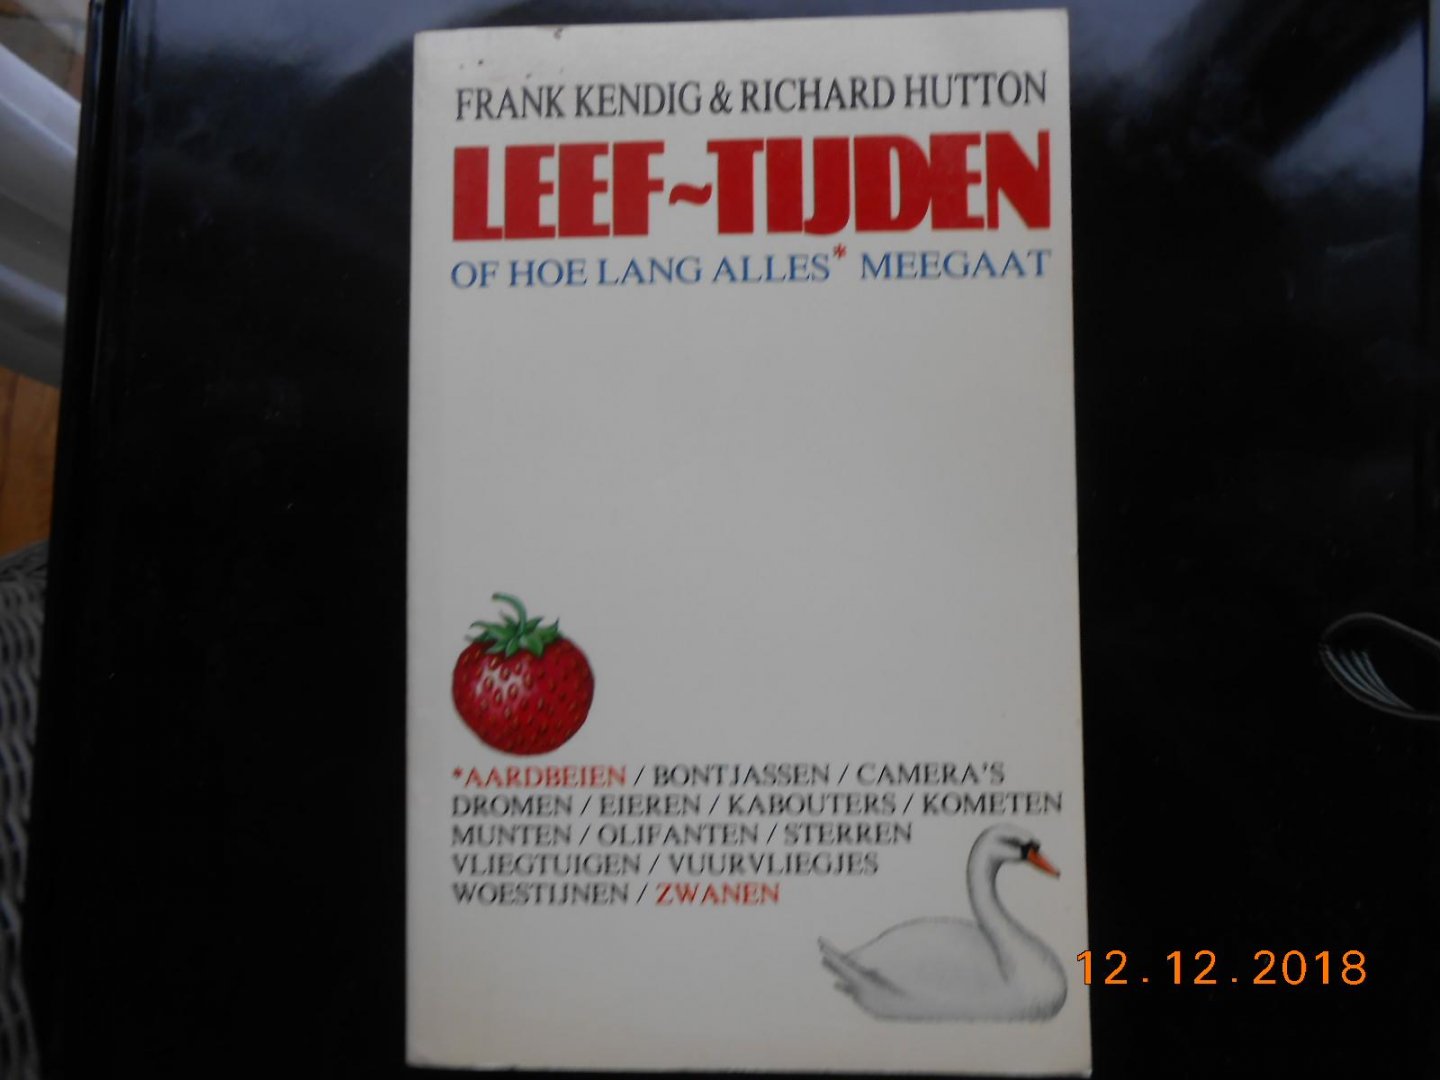 FRANK KENDIG & RICHARD HUTTON
LEEF~TIJDEN
OF HOE LANG ALLES* MEEGAAT
*AARDBEIEN / BONTJASSEN / CAMERA'S
DROMEN / EIEREN / KABOUTERS / KOMETEN
MUNTEN / OLIFANTEN / STERREN
VLIEGTUIGEN / VUURVLIEGJES
WOESTIJNEN / ZWANEN
12.12.2018